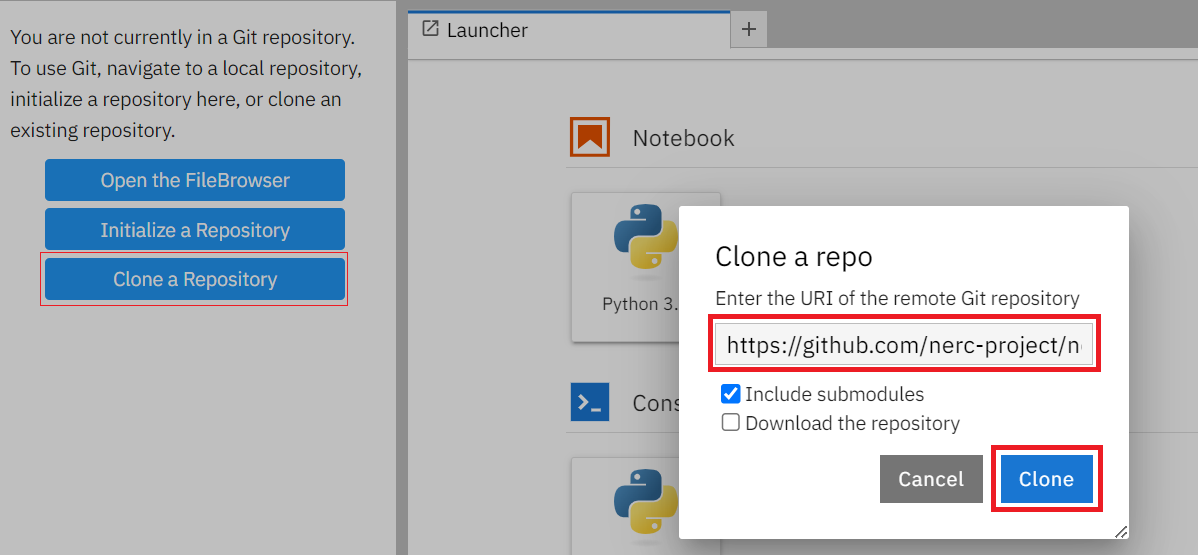 You are not currently in a Git repository.
To use Git, navigate to a local repository,
initialize a repository here, or clone an
existing repository.
Open the FileBrowser
Initialize a Repository
Clone a Repository
Launcher
Notebook
Python 3.
Cons
Clone a repo
Enter the URI of the remote Git repository
https://github.com/nerc-project/n
Include submodules
Download the repository
Cancel
Clone